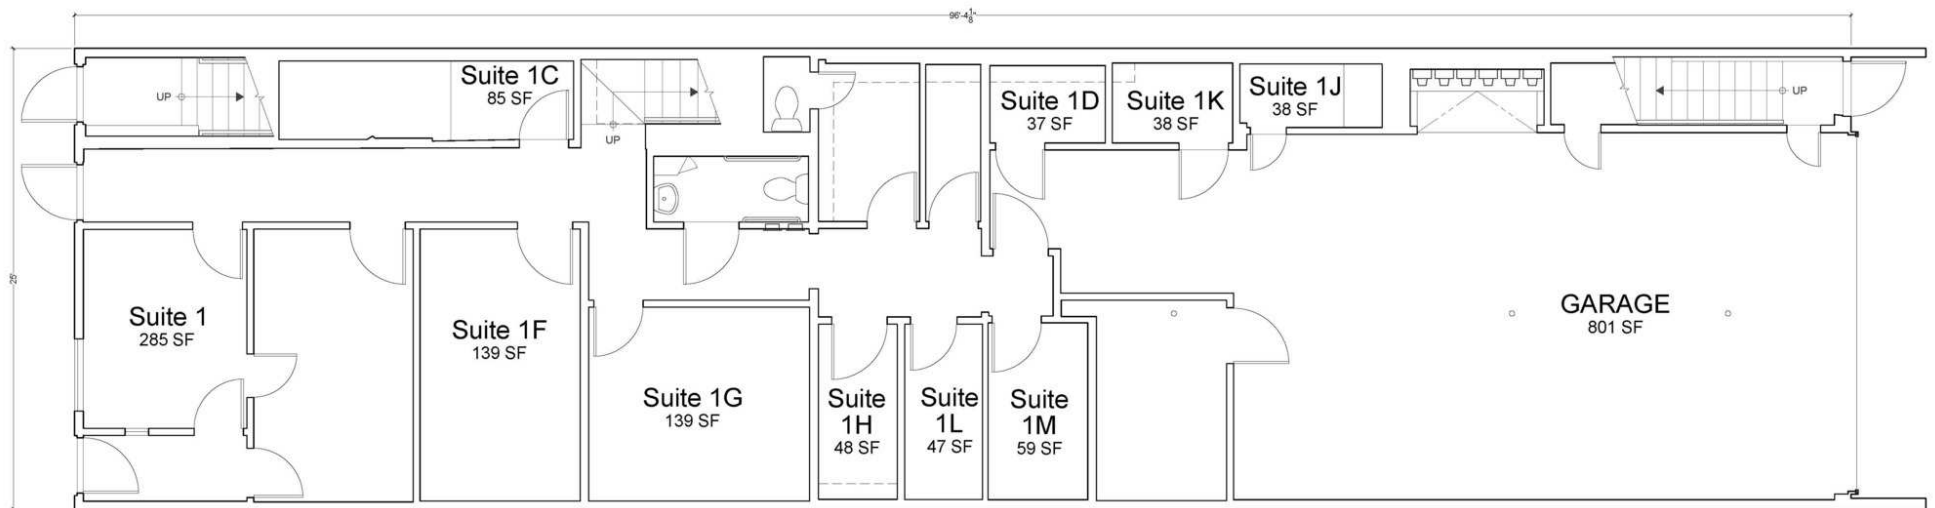 96'-4 1/8"
UP
Suite 1C
85 SF
UP
Suite 1D
37 SF
Suite 1K
38 SF
Suite 1J
38 SF
UP
25'
Suite 1
285 SF
Suite 1F
139 SF
Suite 1G
139 SF
Suite
1H
48 SF
Suite
1L
47 SF
Suite
1M
59 SF
GARAGE
801 SF